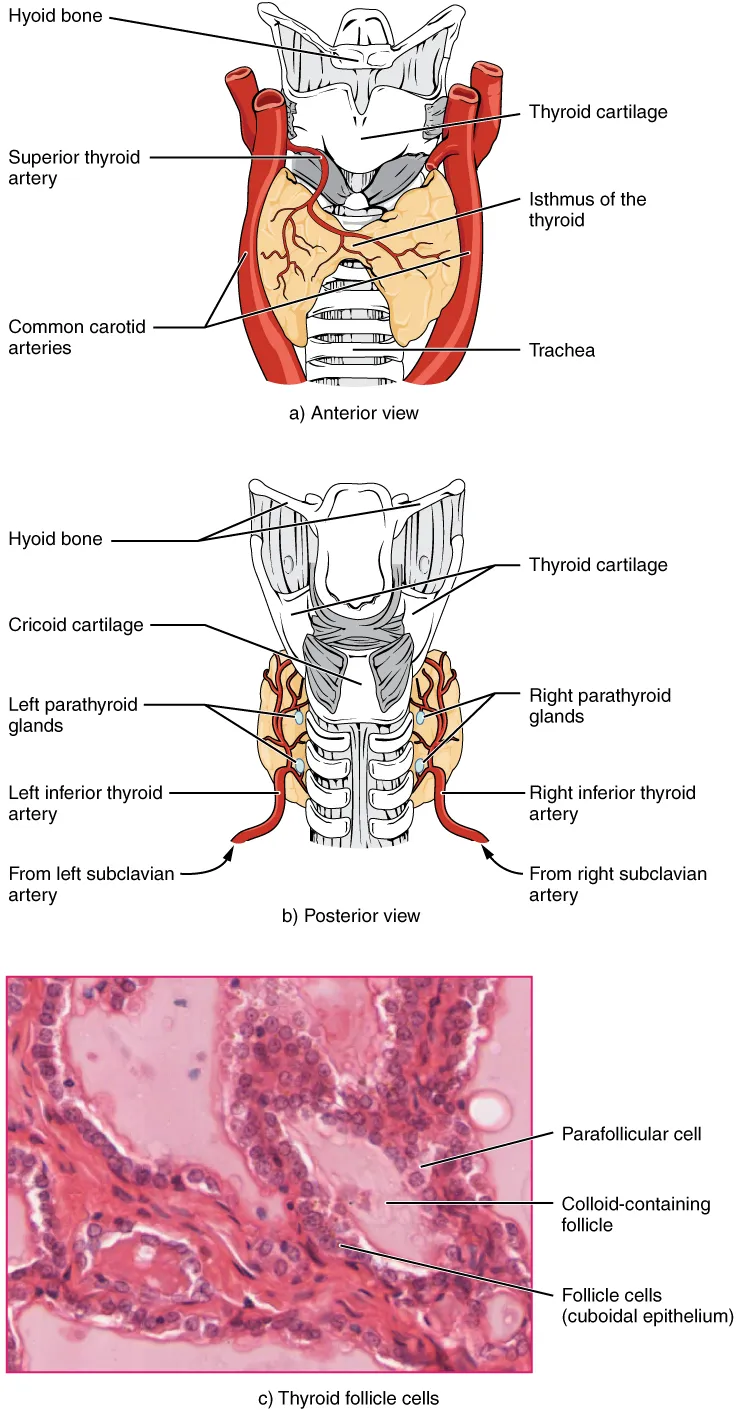 Hyoid bone
Thyroid cartilage
Superior thyroid
artery
Isthmus of the
thyroid
Common carotid
arteries
Trachea
a) Anterior view
Hyoid bone
Thyroid cartilage
Cricoid cartilage
Left parathyroid
glands
Right parathyroid
glands
Left inferior thyroid
artery
Right inferior thyroid
artery
From left subclavian
artery
From right subclavian
artery
b) Posterior view
Parafollicular cell
Colloid-containing
follicle
Follicle cells
(cuboidal epithelium)
c) Thyroid follicle cells